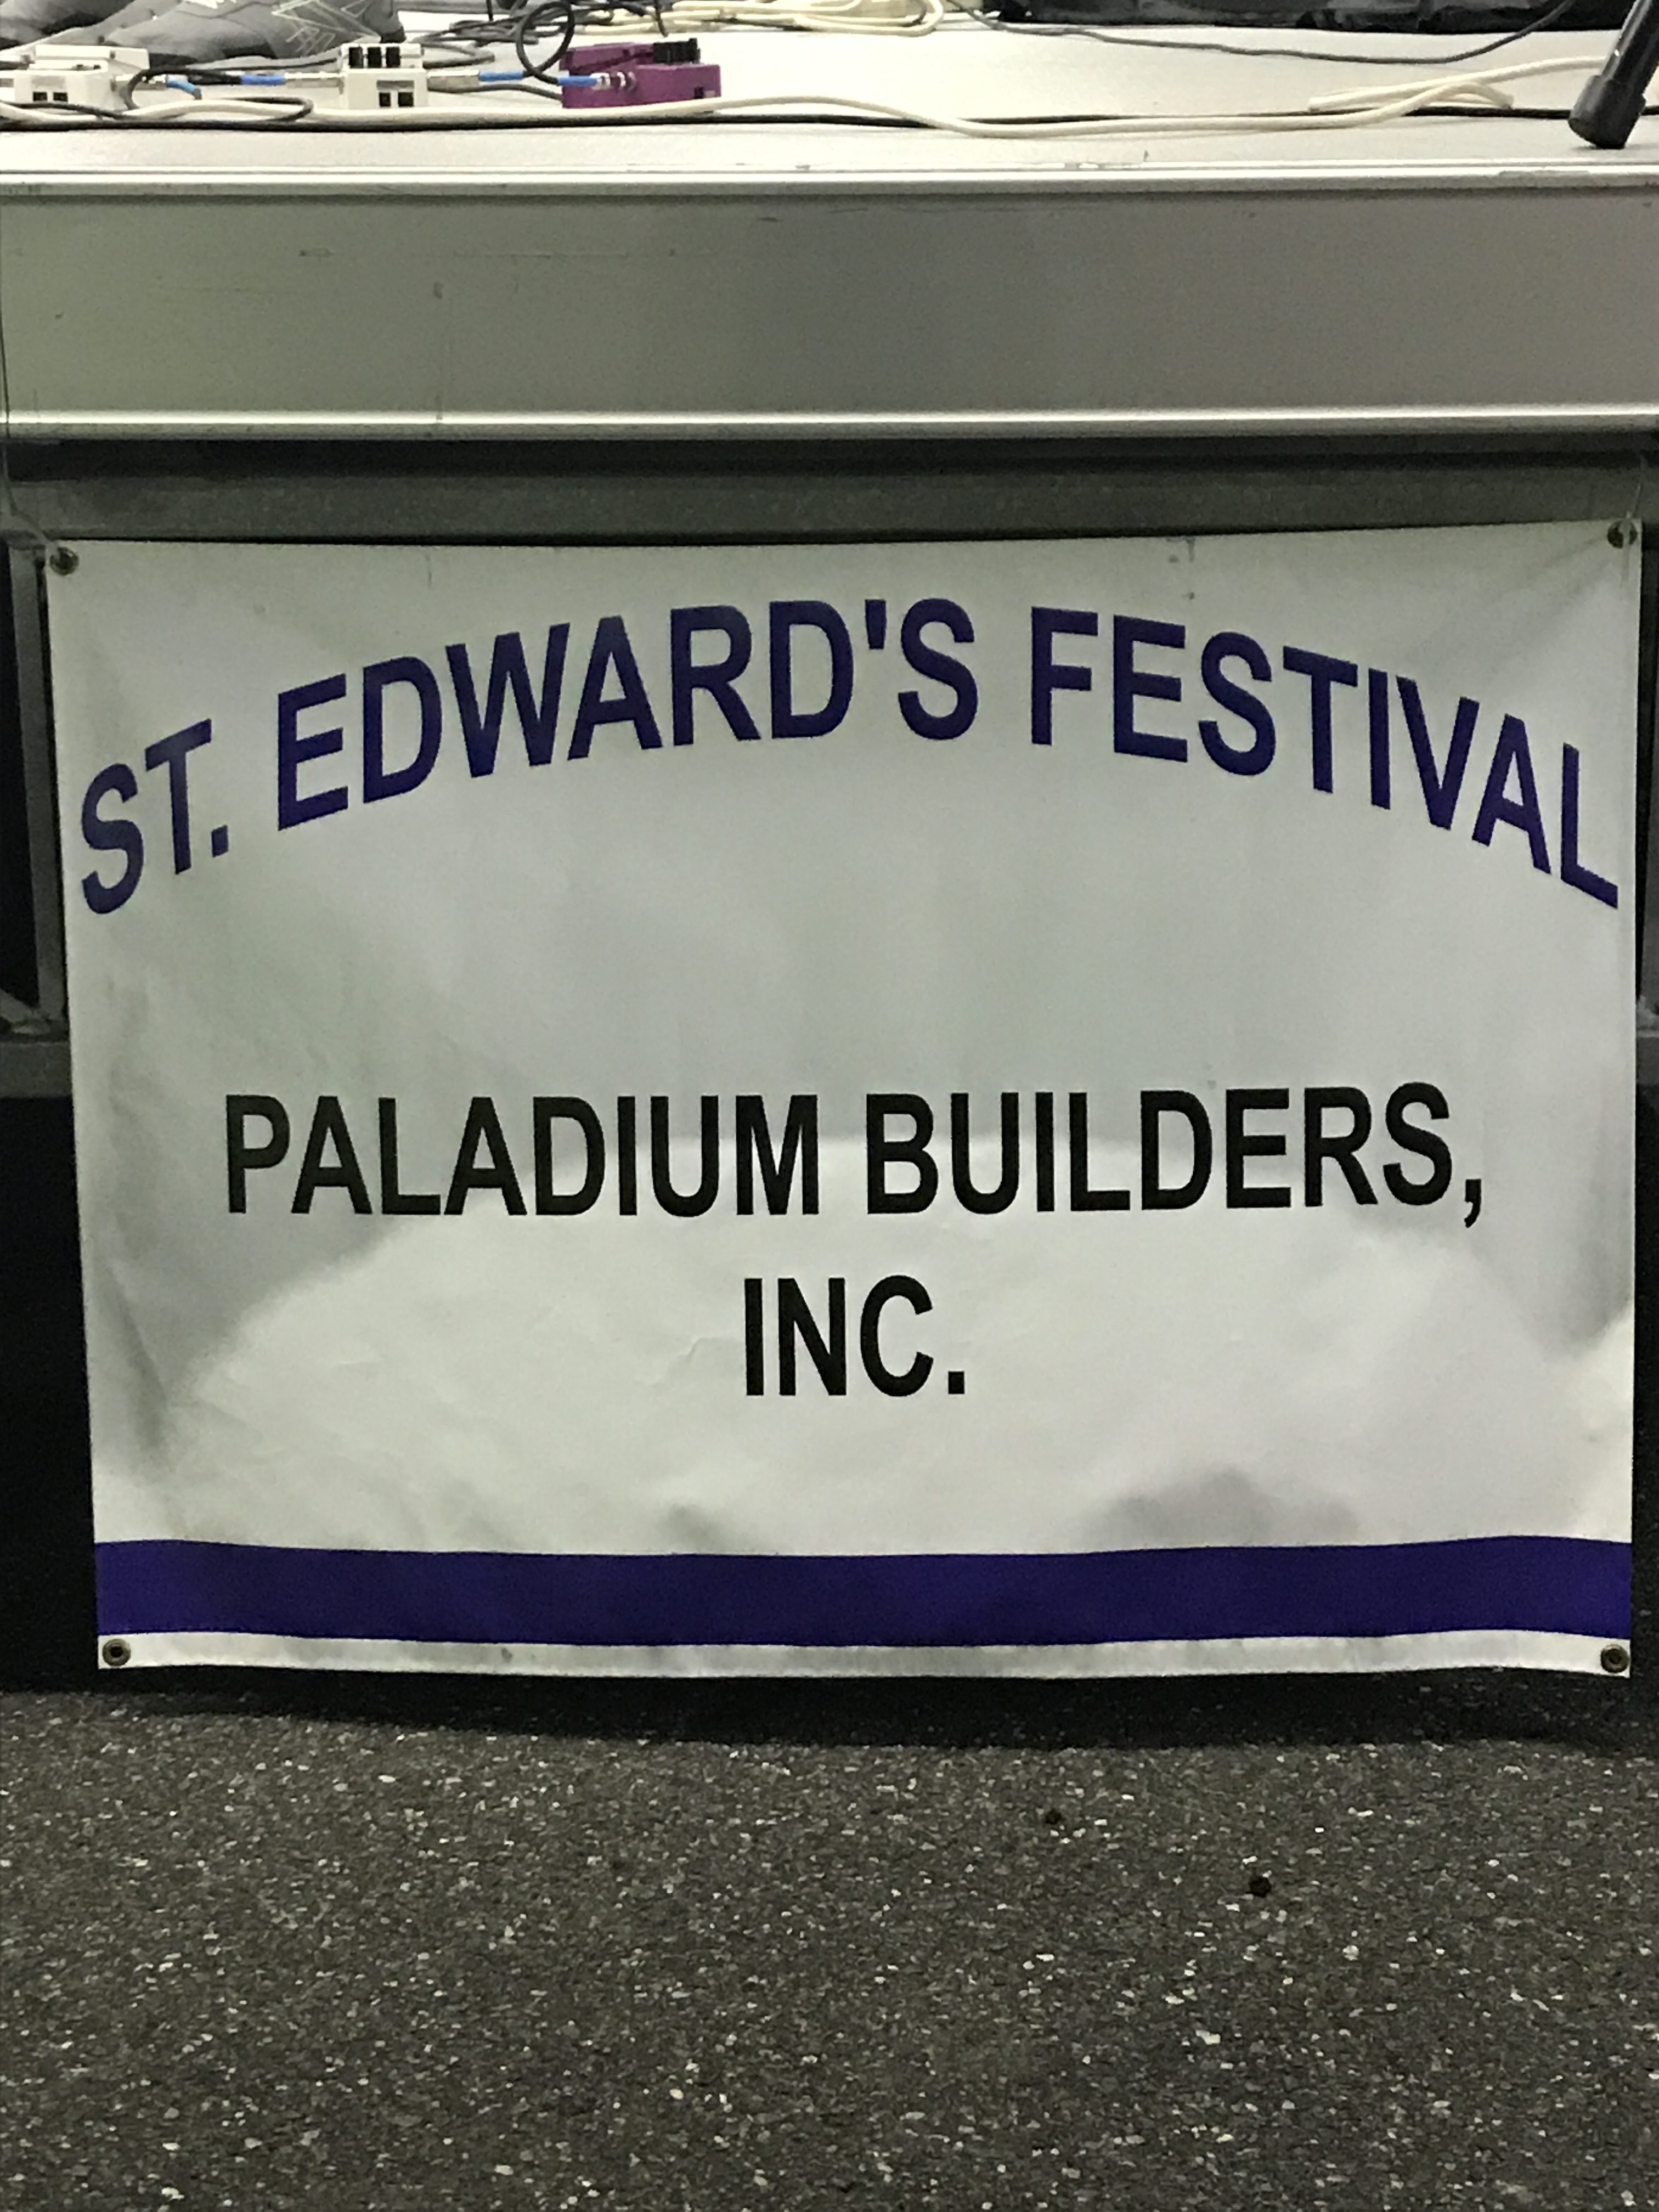 ST. EDWARD'S FESTIVAL
PALADIUM BUILDERS,
INC.